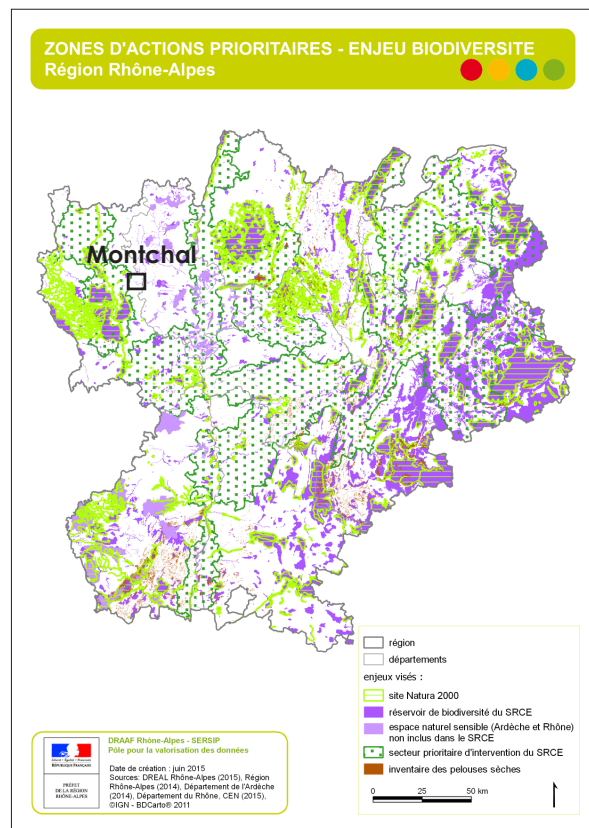 ZONES D'ACTIONS PRIORITAIRES - ENJEU BIODIVERSITE
Région Rhône-Alpes
Montchal
région
départements
enjeux visés :
site Natura 2000
réservoir de biodiversité du SRCE
espace naturel sensible (Ardèche et Rhône)
non inclus dans le SRCE
secteur prioritaire d'intervention du SRCE
inventaire des pelouses sèches
0 25 50 km
DRAAF Rhône-Alpes - SERSIP
Pôle pour la valorisation des données
Date de création : juin 2015
Sources: DREAL Rhône-Alpes (2015), Région
Rhône-Alpes (2014), Département de l'Ardèche
(2014), Département du Rhône, CEN (2015),
©IGN - BDCarto® 2011
RÉPUBLIQUE FRANÇAISE
PRÉFET
DE LA RÉGION
RHÔNE-ALPES